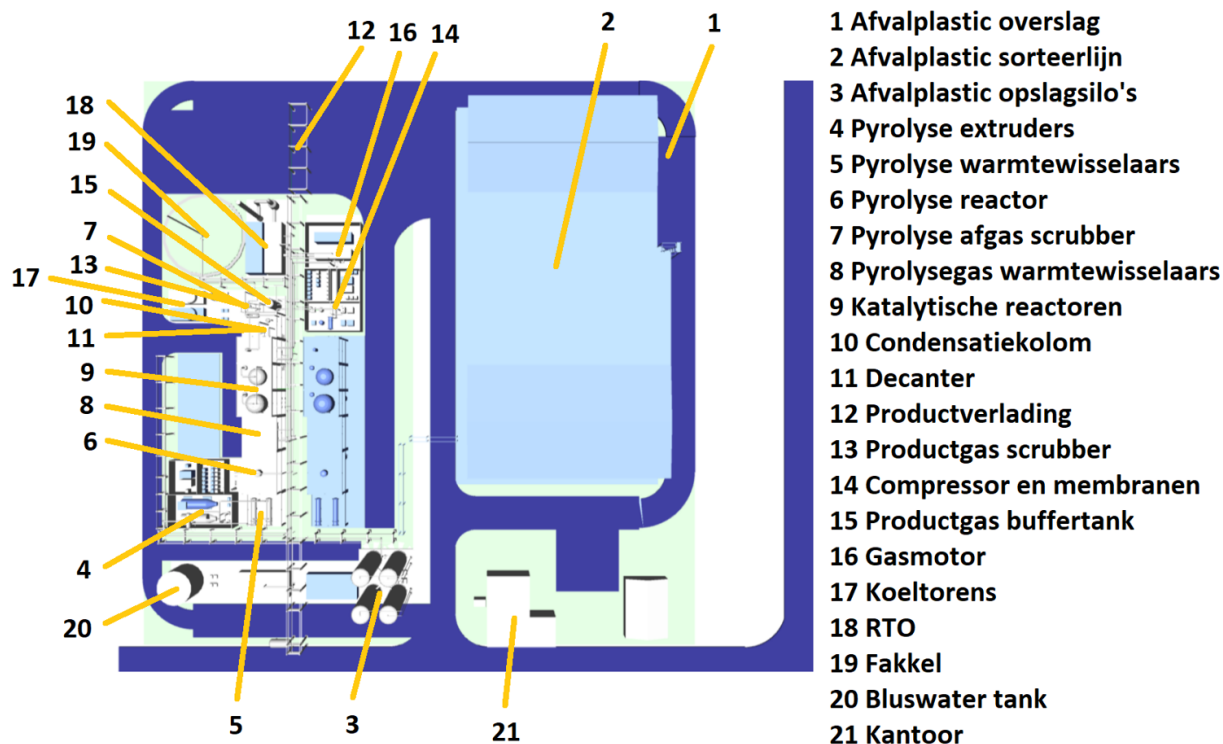 12
16
14
2
1
18
19
15
7
13
17
10
11
9
8
6
4
20
5
3
21
1 Afvalplastic overslag
2 Afvalplastic sorteerlijn
3 Afvalplastic opslagsilo's
4 Pyrolyse extruders
5 Pyrolyse warmtewisselaars
6 Pyrolyse reactor
7 Pyrolyse afgas scrubber
8 Pyrolysegas warmtewisselaars
9 Katalytische reactoren
10 Condensatiekolom
11 Decanter
12 Productverlading
13 Productgas scrubber
14 Compressor en membranen
15 Productgas buffertank
16 Gasmotor
17 Koeltorens
18 RTO
19 Fakkel
20 Bluswater tank
21 Kantoor